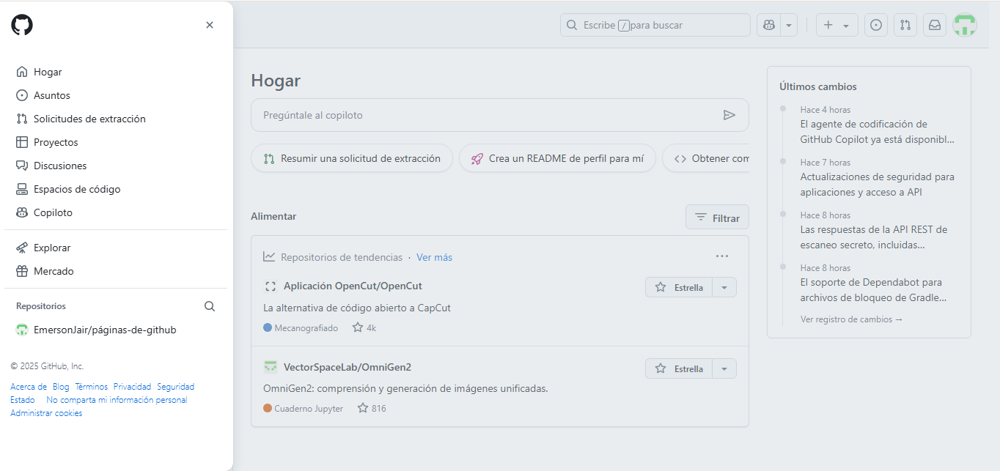 Hogar
Asuntos
Solicitudes de extracción
Proyectos
Discusiones
Espacios de código
Copiloto
Explorar
Mercado
Repositorios
EmersonJair/páginas-de-github
© 2025 GitHub, Inc.
Acerca de Blog Términos Privacidad Seguridad
Estado No comparta mi información personal
Administrar cookies
Escribe / para buscar
Hogar
Pregúntale al copiloto
Resumir una solicitud de extracción
Crea un README de perfil para mí
Obtener com
Alimentar
Filtrar
Repositorios de tendencias · Ver más
Aplicación OpenCut/OpenCut
Estrella
La alternativa de código abierto a CapCut
Mecanografiado 4k
VectorSpaceLab/OmniGen2
Estrella
OmniGen2: comprensión y generación de imágenes unificadas.
Cuaderno Jupyter 816
Últimos cambios
Hace 4 horas
El agente de codificación de
GitHub Copilot ya está disponibl...
Hace 7 horas
Actualizaciones de seguridad para
aplicaciones y acceso a API
Hace 8 horas
Las respuestas de la API REST de
escaneo secreto, incluidas...
Hace 8 horas
El soporte de Dependabot para
archivos de bloqueo de Gradle...
Ver registro de cambios →